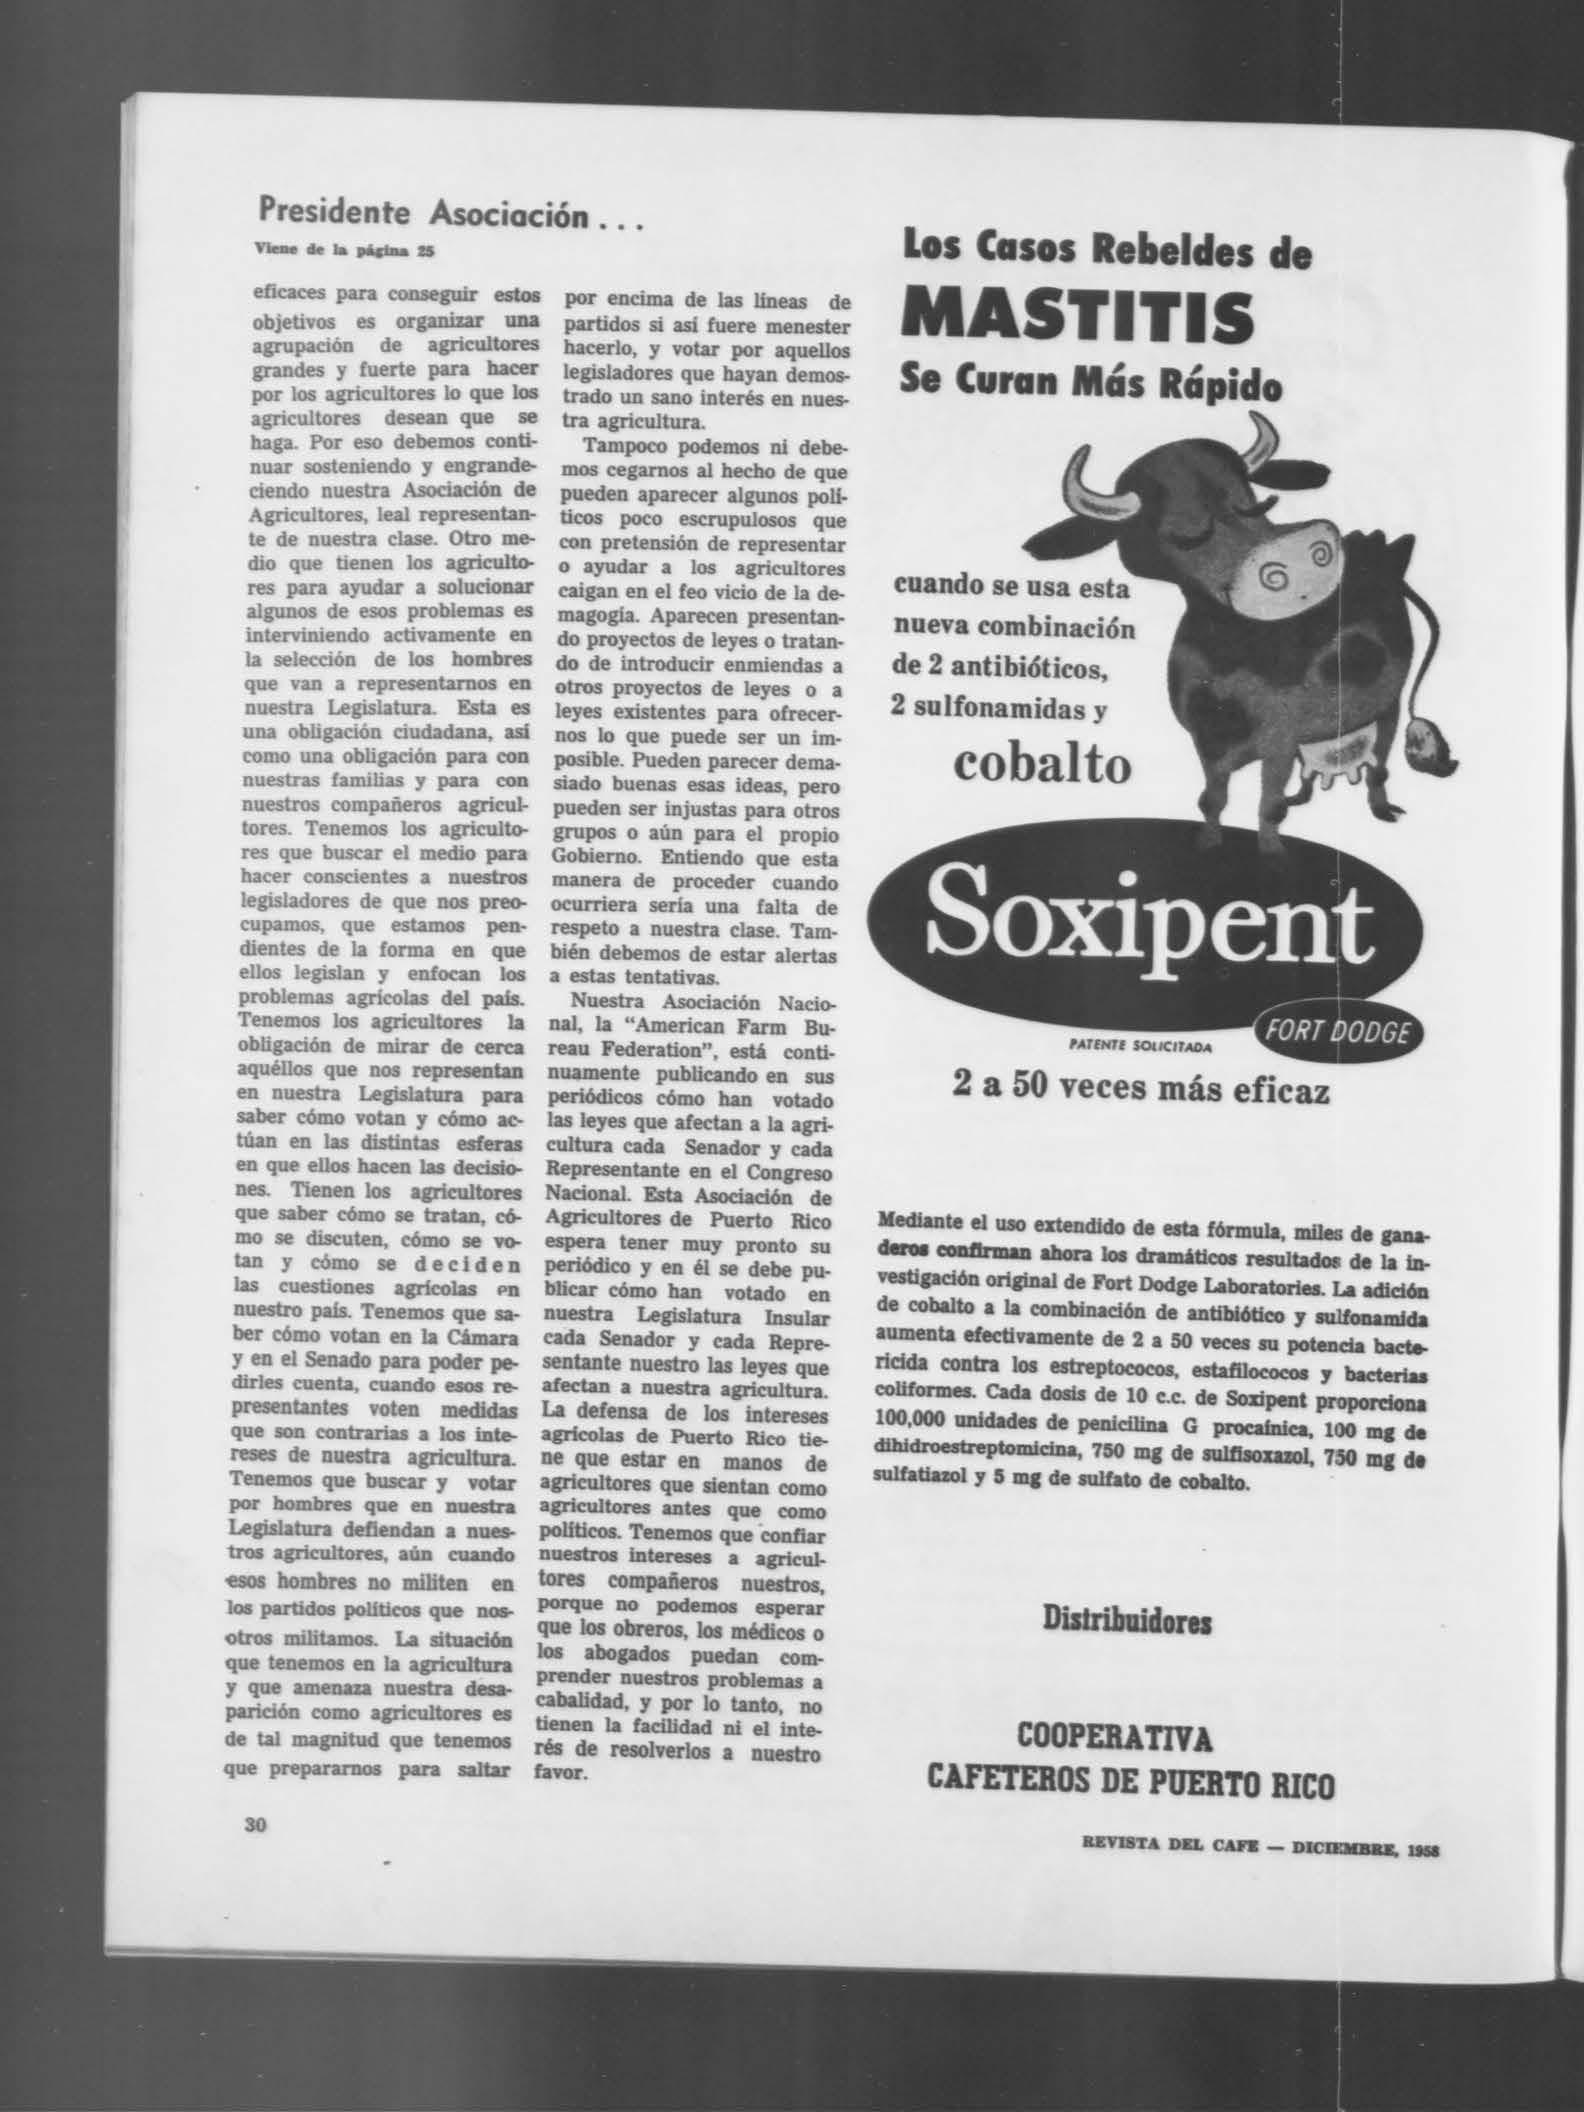 Presidente Asociación...
Viene de la página 25
eficaces para conseguir estos
objetivos es organizar una
agrupación de agricultores
grandes y fuerte para hacer
por los agricultores lo que los
agricultores desean que se
haga. Por eso debemos conti-
nuar sosteniendo y engrande-
ciendo nuestra Asociación de
Agricultores, leal representan-
te de nuestra clase. Otro me-
dio que tienen los agriculto-
res para ayudar a solucionar
algunos de esos problemas es
interviniendo activamente en
la selección de los hombres
que van a representarnos en
nuestra Legislatura. Esta es
una obligación ciudadana, así
como una obligación para con
nuestras familias y para con
nuestros compañeros agricul-
tores. Tenemos los agriculto-
res que buscar el medio para
hacer conscientes a nuestros
legisladores de que nos preo-
cupamos, que estamos pen-
dientes de la forma en que
ellos legislan y enfocan los
problemas agrícolas del país.
Tenemos los agricultores la
obligación de mirar de cerca
aquéllos que nos representan
en nuestra Legislatura para
saber cómo votan y cómo ac-
túan en las distintas esferas
en que ellos hacen las decisio-
nes. Tienen los agricultores
que saber cómo se tratan, có-
mo se discuten, cómo se vo-
tan y cómo se deciden
las cuestiones agrícolas en
nuestro país. Tenemos que sa-
ber cómo votan en la Cámara
y en el Senado para poder pe-
dirles cuenta, cuando esos re-
presentantes voten medidas
que son contrarias a los inte-
reses de nuestra agricultura.
Tenemos que buscar y votar
por hombres que en nuestra
Legislatura defiendan a nues-
tros agricultores, aún cuando
esos hombres no militen en
los partidos políticos que nos-
otros militamos. La situación
que tenemos en la agricultura
y que amenaza nuestra desa-
parición como agricultores es
de tal magnitud que tenemos
que prepararnos para saltar
por encima de las líneas de
partidos si así fuere menester
hacerlo, y votar por aquellos
legisladores que hayan demos-
trado un sano interés en nues-
tra agricultura.
Tampoco podemos ni debe-
mos cegarnos al hecho de que
pueden aparecer algunos polí-
ticos poco escrupulosos que
con pretensión de representar
o ayudar a los agricultores
caigan en el feo vicio de la de-
magogia. Aparecen presentan-
do proyectos de leyes o tratan-
do de introducir enmiendas a
otros proyectos de leyes o a
leyes existentes para ofrecer-
nos lo que puede ser un im-
posible. Pueden parecer dema-
siado buenas esas ideas, pero
pueden ser injustas para otros
grupos o aún para el propio
Gobierno. Entiendo que esta
manera de proceder cuando
ocurriera sería una falta de
respeto a nuestra clase. Tam-
bién debemos de estar alertas
a estas tentativas.
Nuestra Asociación Nacio-
nal, la "American Farm Bu-
reau Federation", está conti-
nuamente publicando en sus
periódicos cómo han votado
las leyes que afectan a la agri-
cultura cada Senador y cada
Representante en el Congreso
Nacional. Esta Asociación de
Agricultores de Puerto Rico
espera tener muy pronto su
periódico y en él se debe pu-
blicar cómo han votado en
nuestra Legislatura Insular
cada Senador y cada Repre-
sentante nuestro las leyes que
afectan a nuestra agricultura.
La defensa de los intereses
agrícolas de Puerto Rico tie-
ne que estar en manos de
agricultores que sientan como
agricultores antes que como
políticos. Tenemos que confiar
nuestros intereses a agricul-
tores compañeros nuestros,
porque no podemos esperar
que los obreros, los médicos o
los abogados puedan com-
prender nuestros problemas a
cabalidad, y por lo tanto, no
tienen la facilidad ni el inte-
rés de resolverlos a nuestro
favor.
Los Casos Rebeldes de
MASTITIS
Se Curan Más Rápido
cuando se usa esta
nueva combinación
de 2 antibióticos,
2 sulfonamidas y
cobalto
Soxipent
FORT DODGE
PATENTE SOLICITADA
2 a 50 veces más eficaz
Mediante el uso extendido de esta fórmula, miles de gana-
deros confirman ahora los dramáticos resultados de la in-
vestigación original de Fort Dodge Laboratories. La adición
de cobalto a la combinación de antibiótico y sulfonamida
aumenta efectivamente de 2 a 50 veces su potencia bacte-
ricida contra los estreptococos, estafilococos y bacterias
coliformes. Cada dosis de 10 c.c. de Soxipent proporciona
100,000 unidades de penicilina G procaínica, 100 mg de
dihidroestreptomicina, 750 mg de sulfisoxazol, 750 mg de
sulfatiazol y 5 mg de sulfato de cobalto.
Distribuidores
COOPERATIVA
CAFETEROS DE PUERTO RICO
30
REVISTA DEL CAFE — DICIEMBRE, 1958